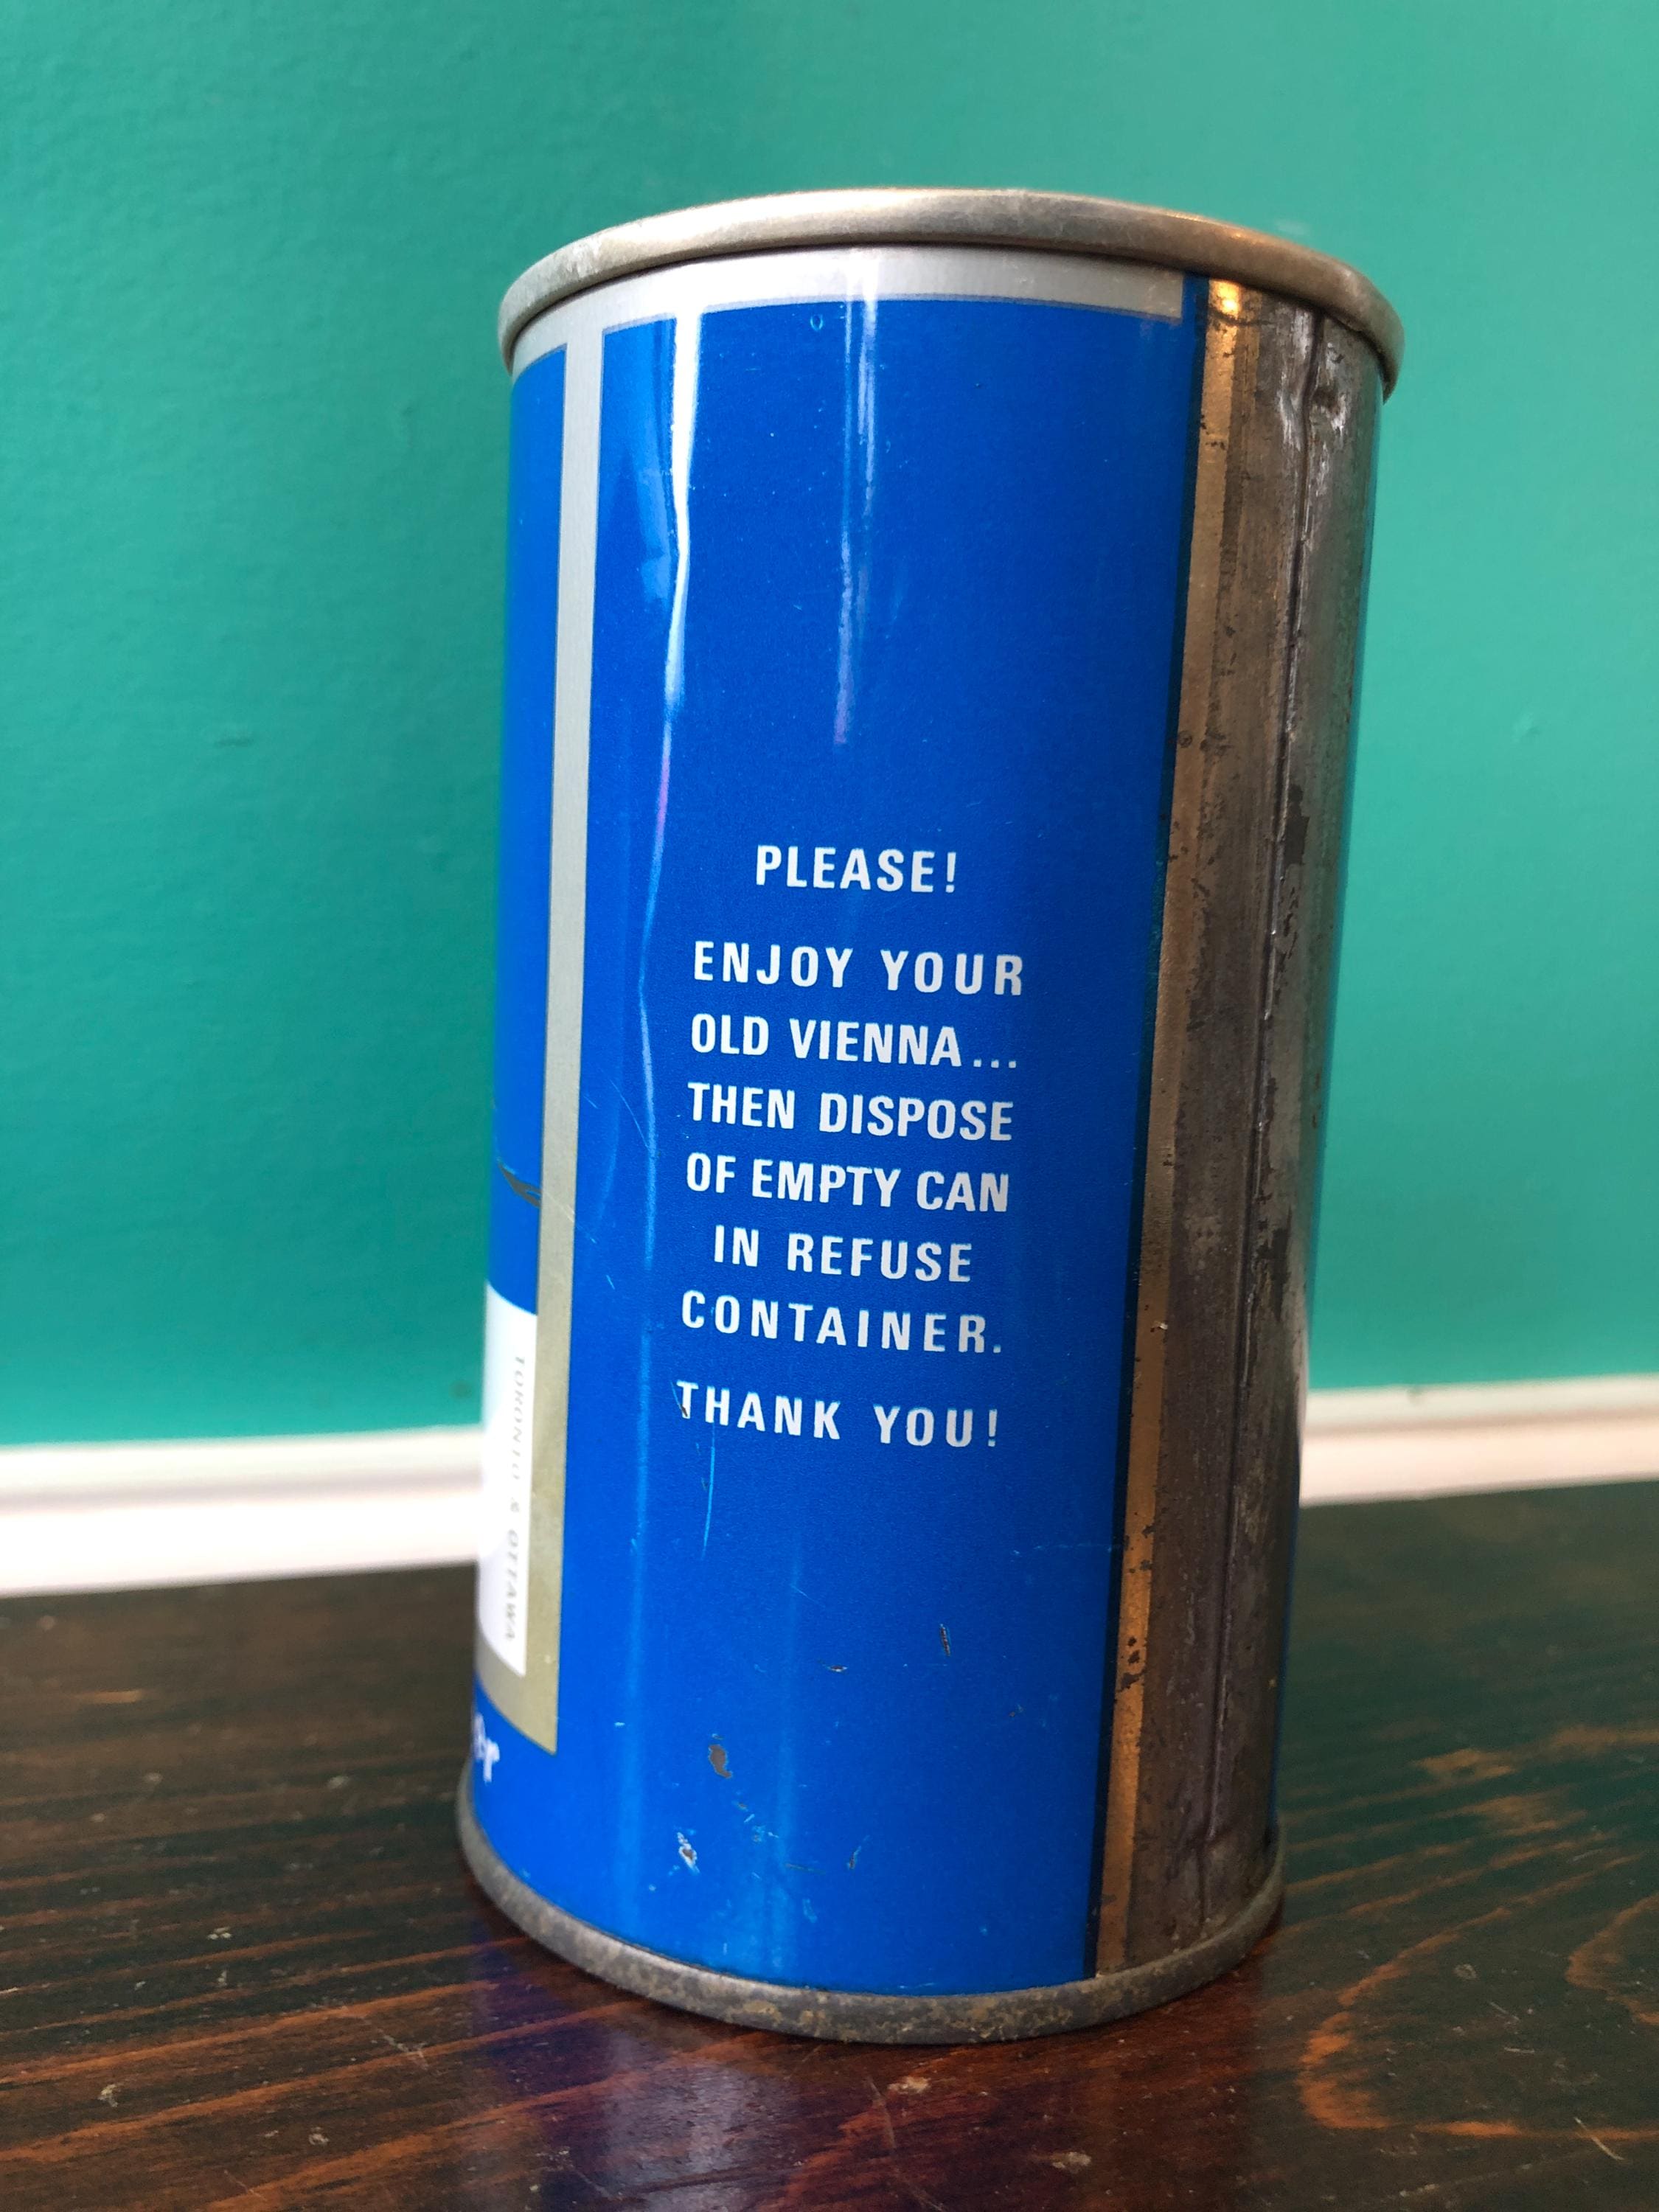 PLEASE!
ENJOY YOUR
OLD VIENNA...
THEN DISPOSE
OF EMPTY CAN
IN REFUSE
CONTAINER.
THANK YOU!
TORONTO & OTTAWA